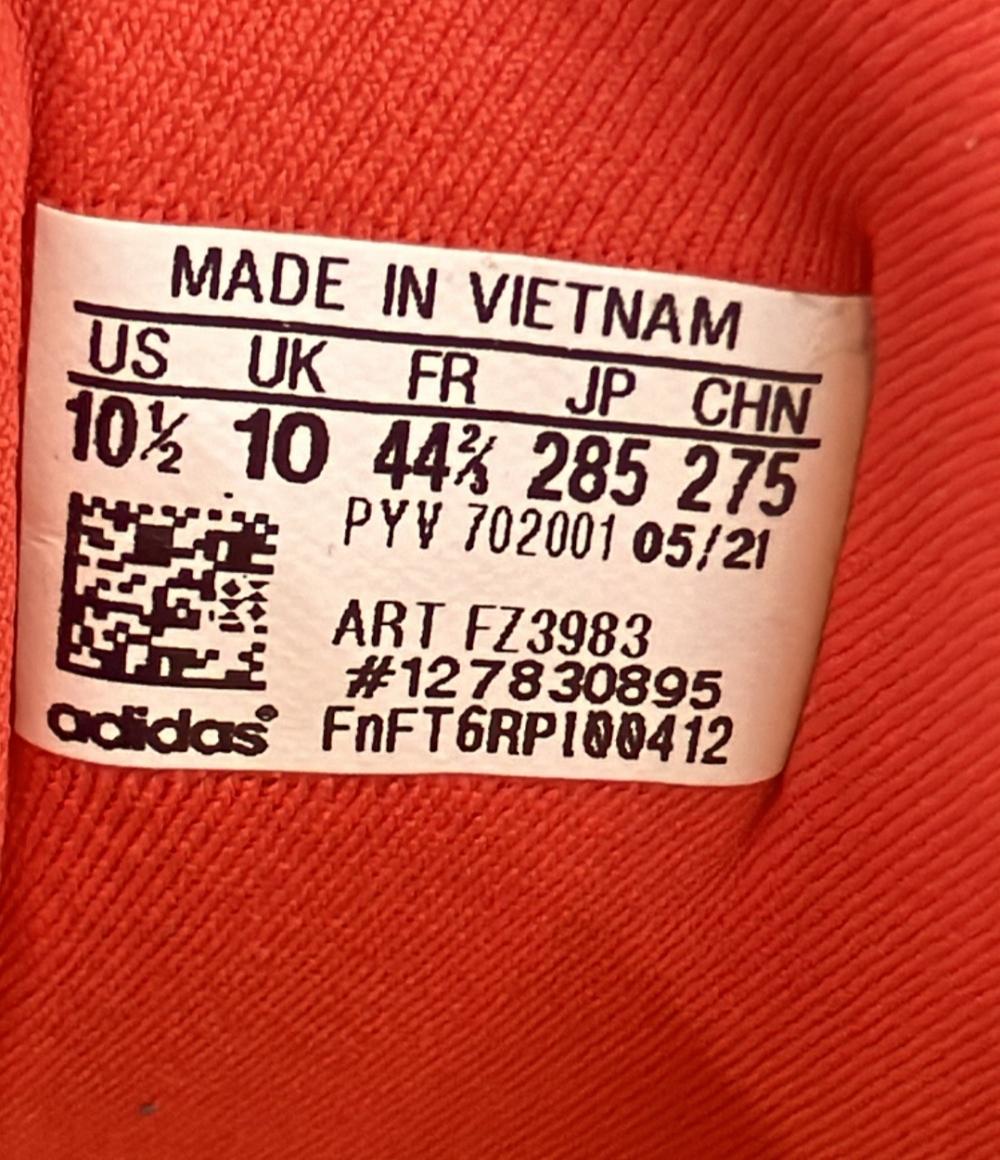 MADE IN VIETNAM
US UK FR JP CHN
10½ 10 44⅔ 285 275
PYV 702001 05/21
ART FZ3983
#127830895
adidas® FnFT6RPI00412